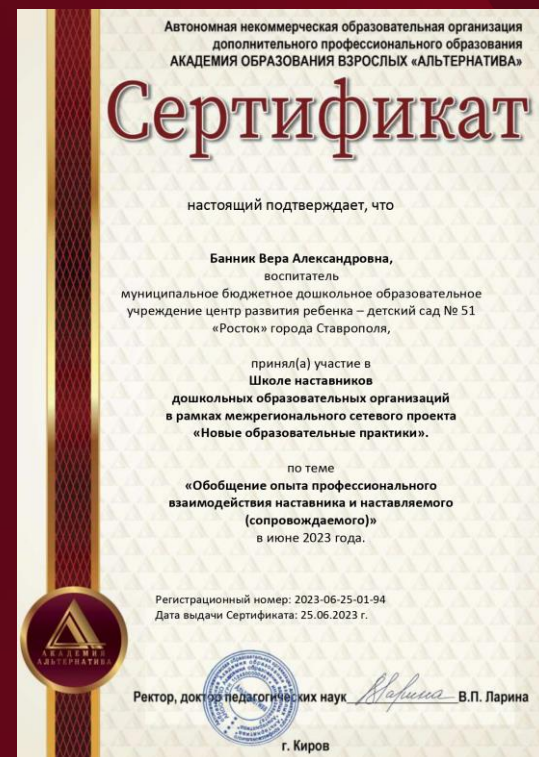 Автономная некоммерческая образовательная организация
дополнительного профессионального образования
АКАДЕМИЯ ОБРАЗОВАНИЯ ВЗРОСЛЫХ «АЛЬТЕРНАТИВА»
Сертификат
настоящий подтверждает, что
Банник Вера Александровна,
воспитатель
муниципальное бюджетное дошкольное образовательное
учреждение центр развития ребенка – детский сад № 51
«Росток» города Ставрополя,
принял(а) участие в
Школе наставников
дошкольных образовательных организаций
в рамках межрегионального сетевого проекта
«Новые образовательные практики».
по теме
«Обобщение опыта профессионального
взаимодействия наставника и наставляемого
(сопровождаемого)»
в июне 2023 года.
Регистрационный номер: 2023-06-25-01-94
Дата выдачи Сертификата: 25.06.2023 г.
АКАДЕМИЯ
АЛЬТЕРНАТИВА
Ректор, доктор педагогических наук Ларина В.П. Ларина
г. Киров